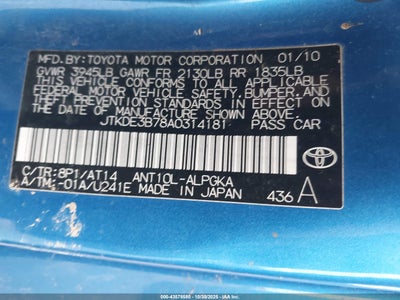 MFD. BY:TOYOTA MOTOR CORPORATION 01/10
GVWR 3945LB GAWR FR 2130LB RR 1835LB
THIS VEHICLE CONFORMS TO ALL APPLICABLE
FEDERAL MOTOR VEHICLE SAFETY, BUMPER, AND
THEFT PREVENTION STANDARDS IN EFFECT ON
THE DATE OF MANUFACTURE SHOWN ABOVE.
JTKDE3B78A0314181 PASS CAR
C/TR:8P1/AT14 ANT10L-ALPGKA
A/TM:-01A/U241E MADE IN JAPAN
436 A
TOYOTA
000-43576585 - 10/30/2025 - IAAI